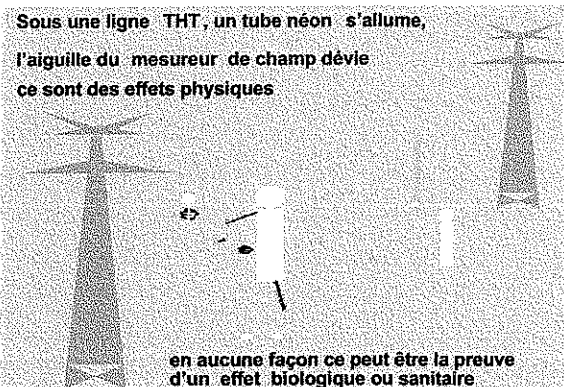 Sous une ligne THT, un tube néon s'allume,
l'aiguille du mesureur de champ dévie
ce sont des effets physiques
en aucune façon ce peut être la preuve
d'un effet biologique ou sanitaire